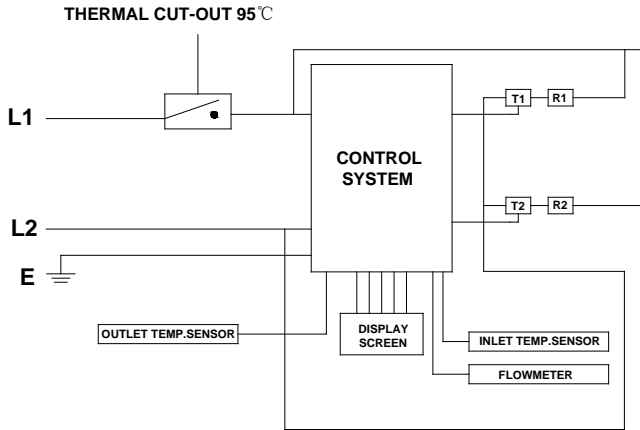 THERMAL CUT-OUT 95℃
L1
T1
R1
CONTROL
SYSTEM
T2
R2
L2
E
OUTLET TEMP.SENSOR
DISPLAY
SCREEN
INLET TEMP.SENSOR
FLOWMETER